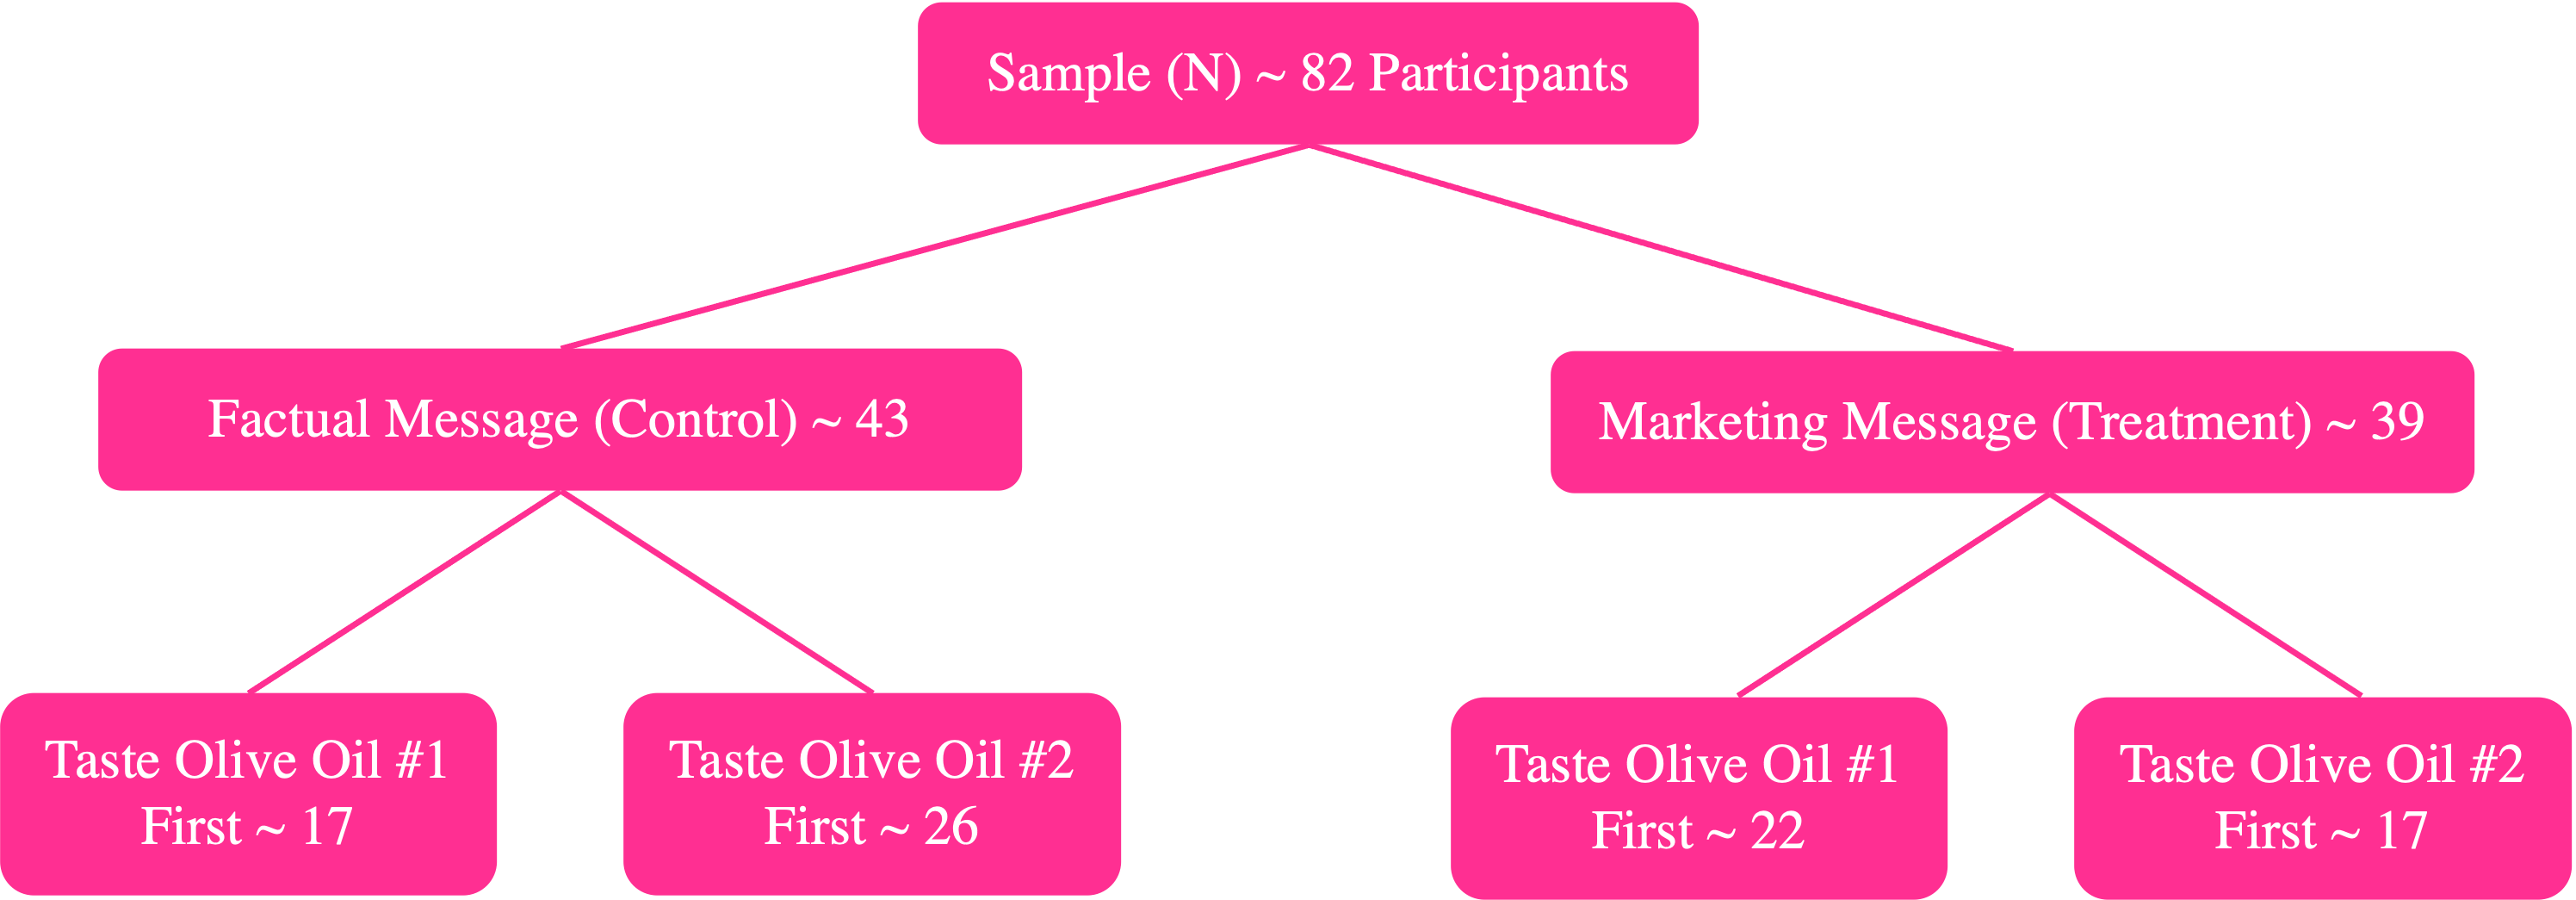 Sample (N) ~ 82 Participants
Factual Message (Control) ~ 43
Marketing Message (Treatment) ~ 39
Taste Olive Oil #1
First ~ 17
Taste Olive Oil #2
First ~ 26
Taste Olive Oil #1
First ~ 22
Taste Olive Oil #2
First ~ 17